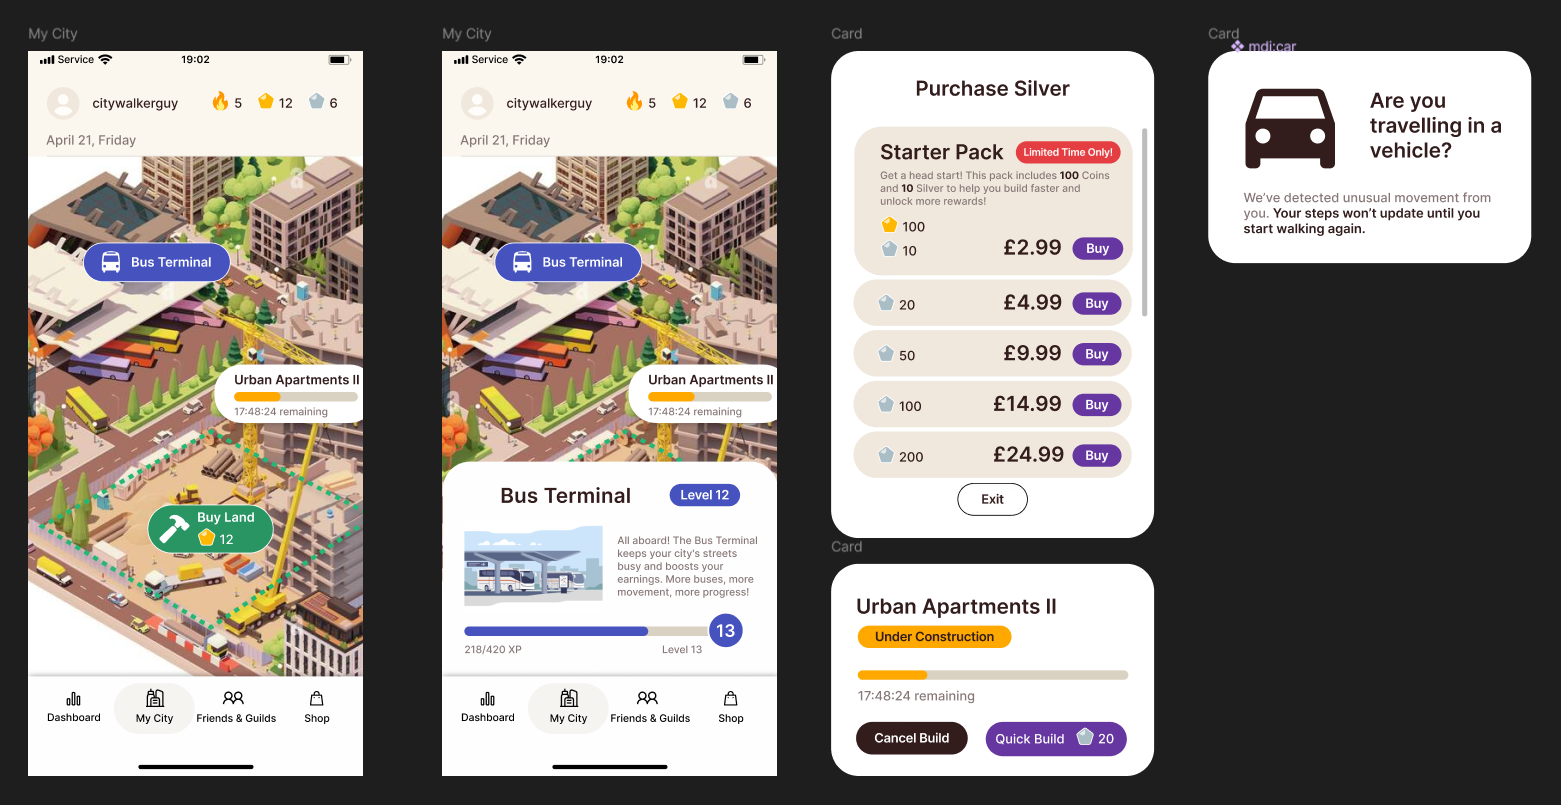 My City
Service
19:02
citywalkerguy
5
12
6
April 21, Friday
Bus Terminal
Urban Apartments II
17:48:24 remaining
Buy Land
12
Dashboard
My City
Friends & Guilds
Shop
My City
Service
19:02
citywalkerguy
5
12
6
April 21, Friday
Bus Terminal
Urban Apartments II
17:48:24 remaining
Bus Terminal
Level 12
All aboard! The Bus Terminal
keeps your city's streets
busy and boosts your
earnings. More buses, more
movement, more progress!
13
218/420 XP
Level 13
Dashboard
My City
Friends & Guilds
Shop
Card
Purchase Silver
Starter Pack
Limited Time Only!
Get a head start! This pack includes 100 Coins
and 10 Silver to help you build faster and
unlock more rewards!
100
10
£2.99
Buy
20
£4.99
Buy
50
£9.99
Buy
100
£14.99
Buy
200
£24.99
Buy
Exit
Card
Urban Apartments II
Under Construction
17:48:24 remaining
Cancel Build
Quick Build
20
Card
mdi:car
Are you
travelling in a
vehicle?
We've detected unusual movement from
you. Your steps won't update until you
start walking again.